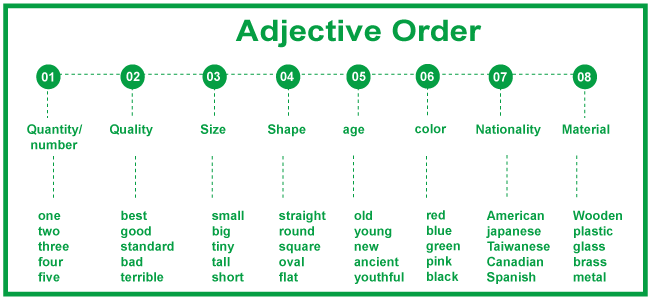 Adjective Order
01 02 03 04 05 06 07 08
Quantity/ Quality Size Shape age color Nationality Material
number
one best small straight old red American Wooden
two good big round young blue japanese plastic
three standard tiny square new green Taiwanese glass
four bad tall oval ancient pink Canadian brass
five terrible short flat youthful black Spanish metal